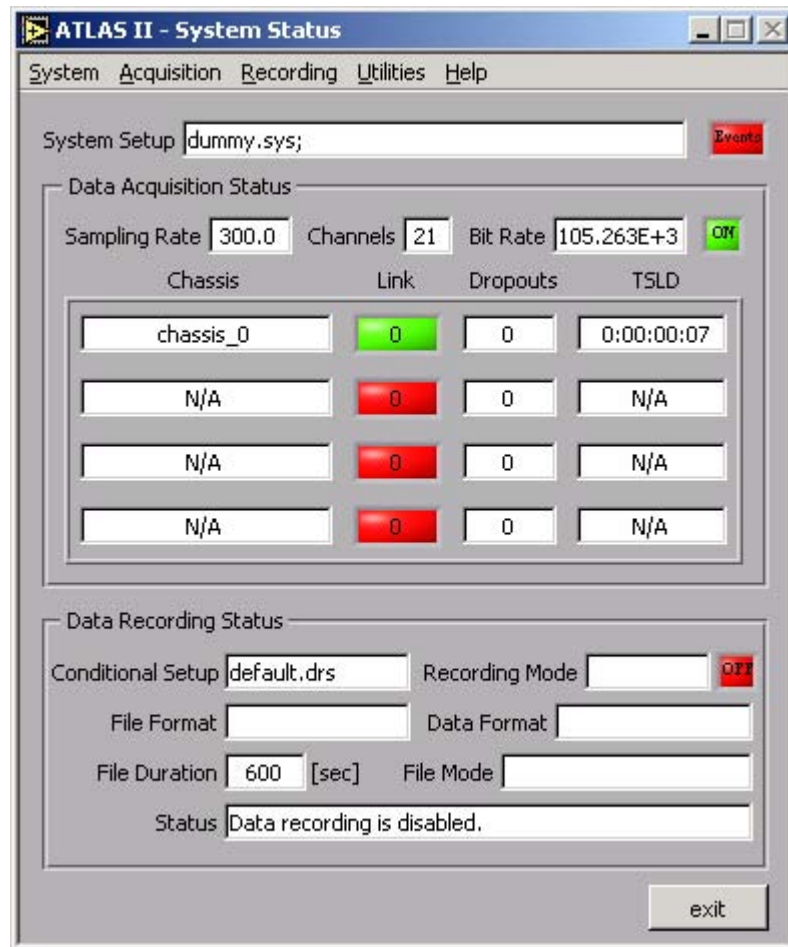 ATLAS II - System Status
System Acquisition Recording Utilities Help
System Setup dummy.sys; Events
Data Acquisition Status
Sampling Rate 300.0 Channels 21 Bit Rate 105.263E+3 ON
Chassis Link Dropouts TSLD
chassis_0 0 0 0:00:00:07
N/A 0 0 N/A
N/A 0 0 N/A
N/A 0 0 N/A
Data Recording Status
Conditional Setup default.drs Recording Mode OFF
File Format Data Format
File Duration 600 [sec] File Mode
Status Data recording is disabled.
exit